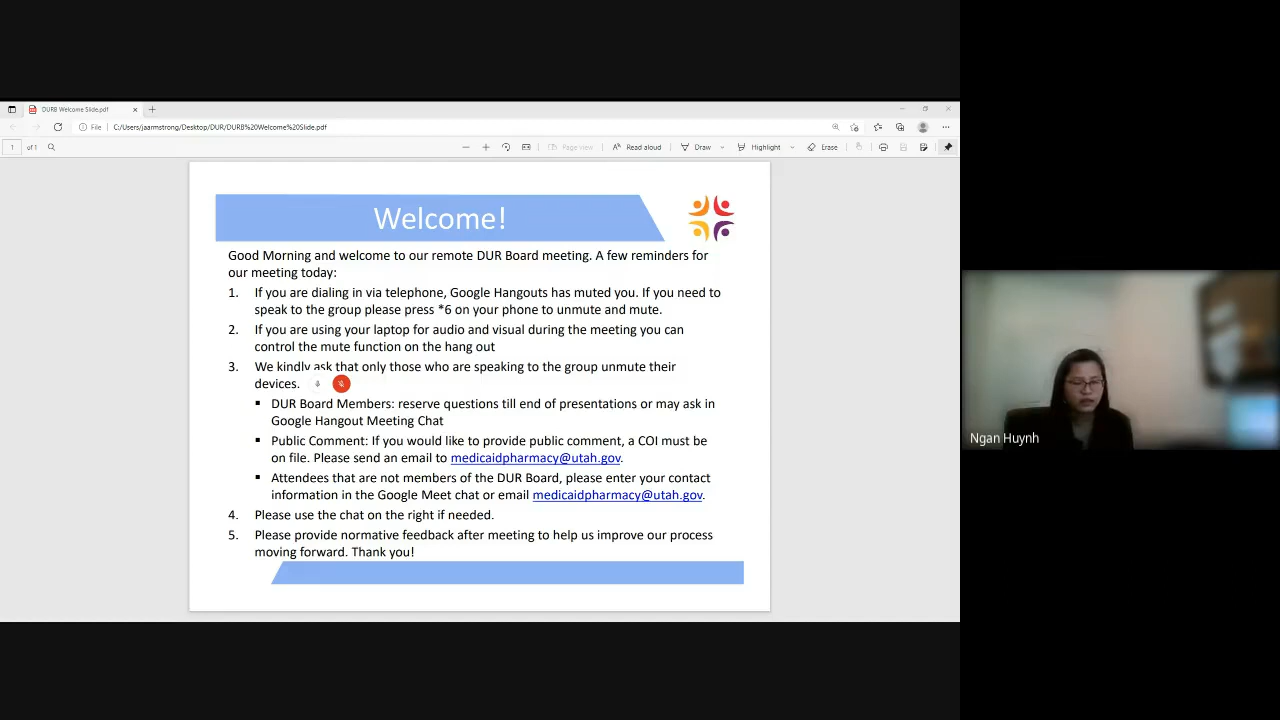 DURB Welcome Slide.pdf
File C:/Users/jaarmstrong/Desktop/DUR/DURB%20Welcome%20Slide.pdf
1 of 1 Page view Read aloud Draw Highlight Erase
Welcome!
Good Morning and welcome to our remote DUR Board meeting. A few reminders for
our meeting today:
1. If you are dialing in via telephone, Google Hangouts has muted you. If you need to
speak to the group please press *6 on your phone to unmute and mute.
2. If you are using your laptop for audio and visual during the meeting you can
control the mute function on the hang out
3. We kindly ask that only those who are speaking to the group unmute their
devices.
▪ DUR Board Members: reserve questions till end of presentations or may ask in
Google Hangout Meeting Chat
▪ Public Comment: If you would like to provide public comment, a COI must be
on file. Please send an email to medicaidpharmacy@utah.gov.
▪ Attendees that are not members of the DUR Board, please enter your contact
information in the Google Meet chat or email medicaidpharmacy@utah.gov.
4. Please use the chat on the right if needed.
5. Please provide normative feedback after meeting to help us improve our process
moving forward. Thank you!
Ngan Huynh